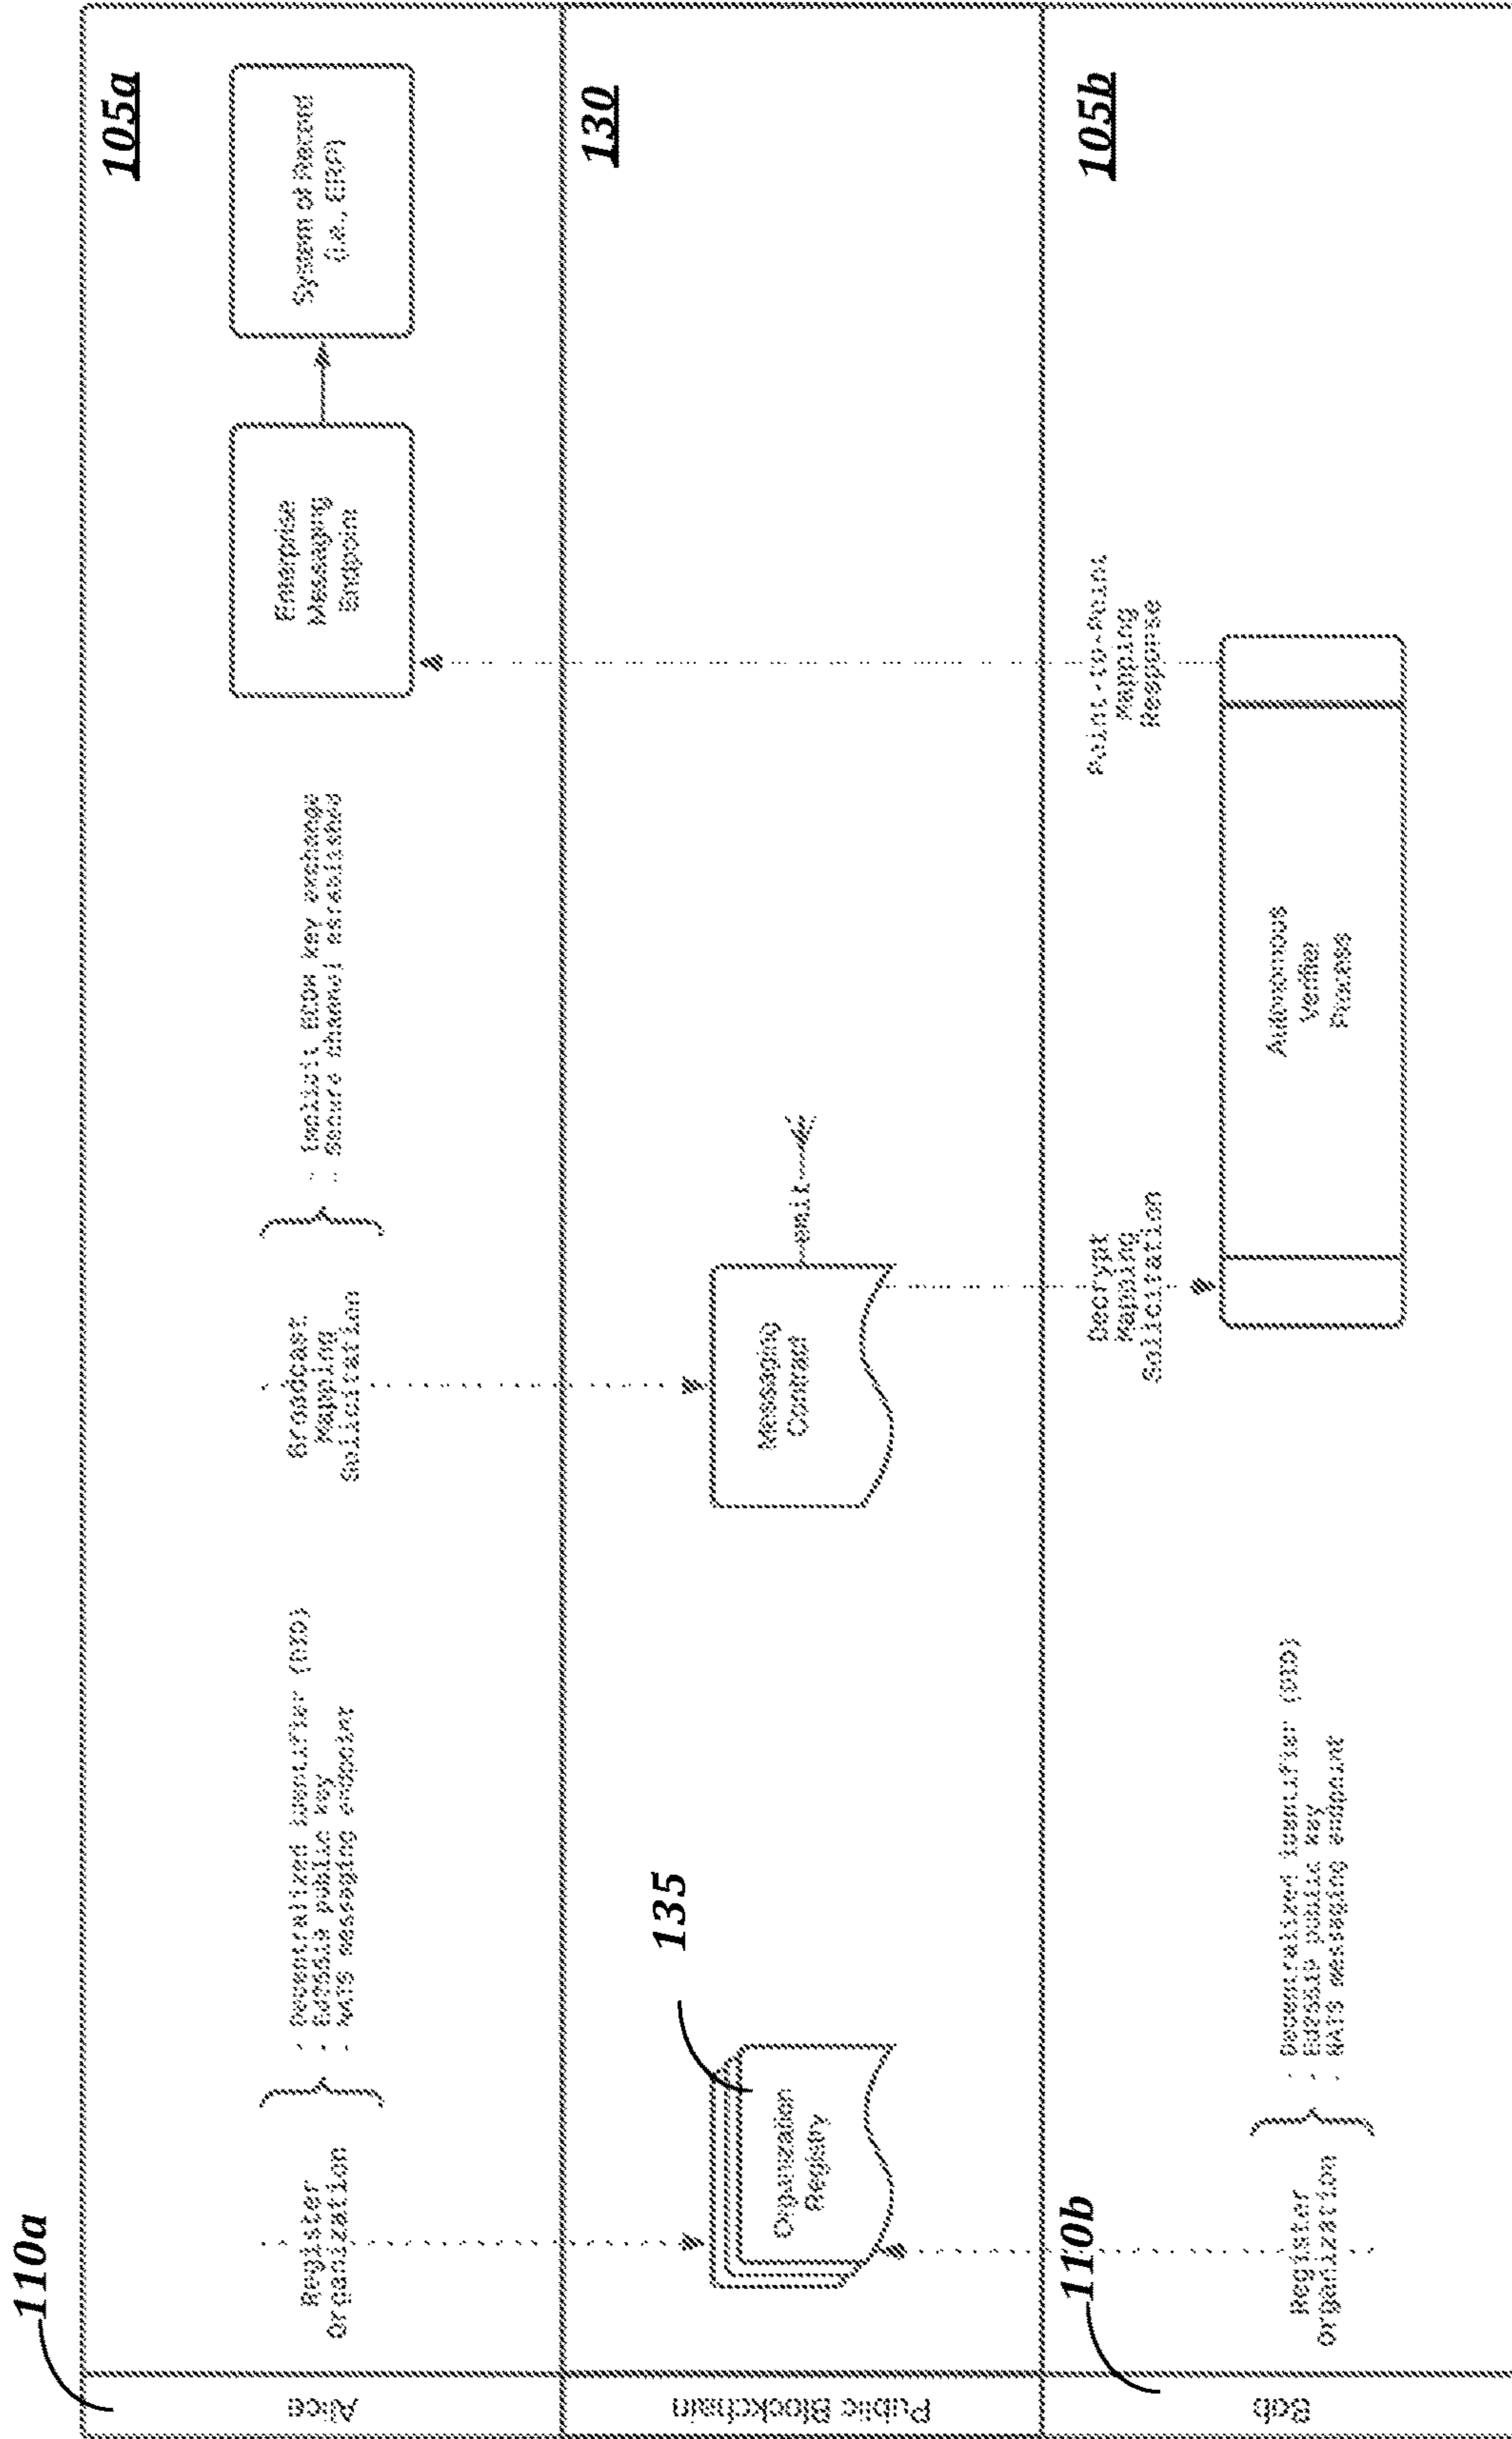 110a
105a
Alice
Register
Organization
- Decentralized identifier (DID)
- public key
- NATS messaging endpoint
Broadcast
Mapping
Solicitation
- Implicit ECDH key exchange
- Secure channel established
Enterprise
Messaging
Endpoint
System of Record
(i.e., ERP)
130
Public Blockchain
135
Organization
Registry
Messaging
Contract
emit
110b
105b
Bob
Register
Organization
- Decentralized identifier (DID)
- public key
- NATS messaging endpoint
Decrypt
Mapping
Solicitation
Autonomous
Verifier
Process
Point-to-Point
Mapping
Response